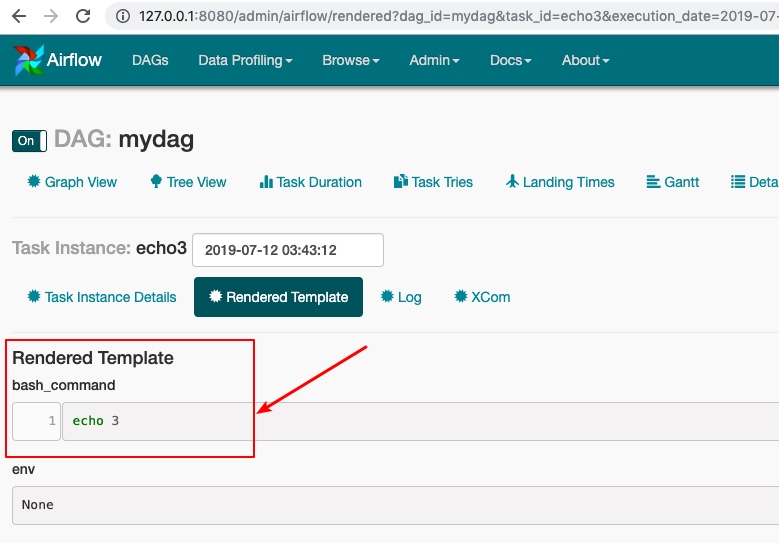 127.0.0.1:8080/admin/airflow/rendered?dag_id=mydag&task_id=echo3&execution_date=2019-07-
Airflow DAGs Data Profiling Browse Admin Docs About
On DAG: mydag
Graph View Tree View Task Duration Task Tries Landing Times Gantt Deta
Task Instance: echo3 2019-07-12 03:43:12
Task Instance Details Rendered Template Log XCom
Rendered Template
bash_command
1 echo 3
env
None